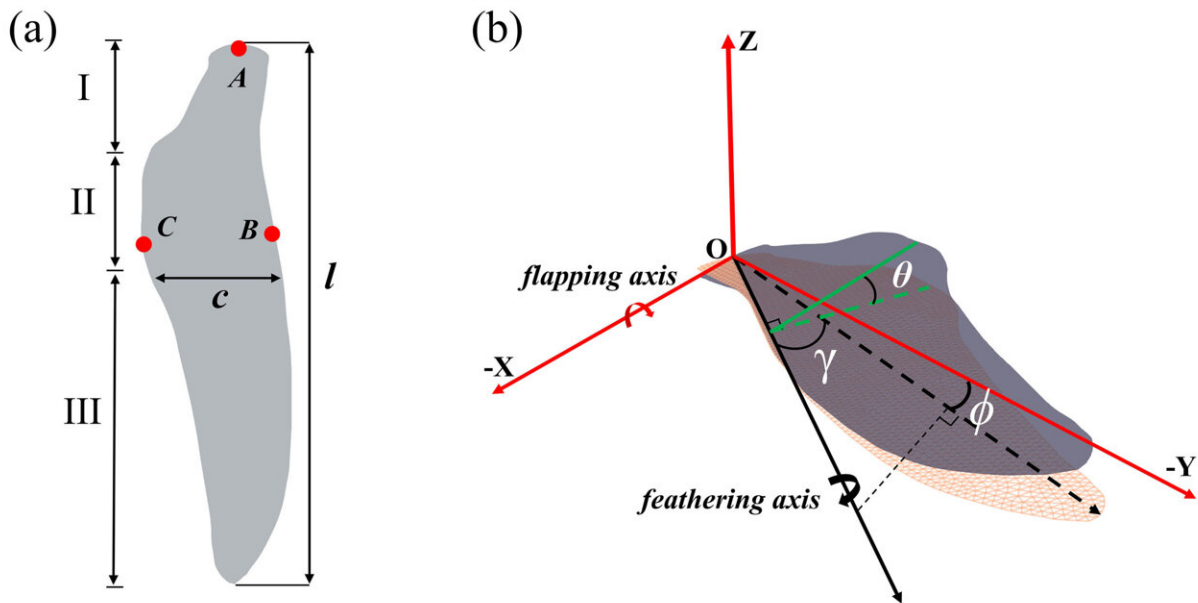 (a)
A
I
II
C
B
c
l
III
(b)
Z
O
flapping axis
θ
-X
γ
ϕ
-Y
feathering axis